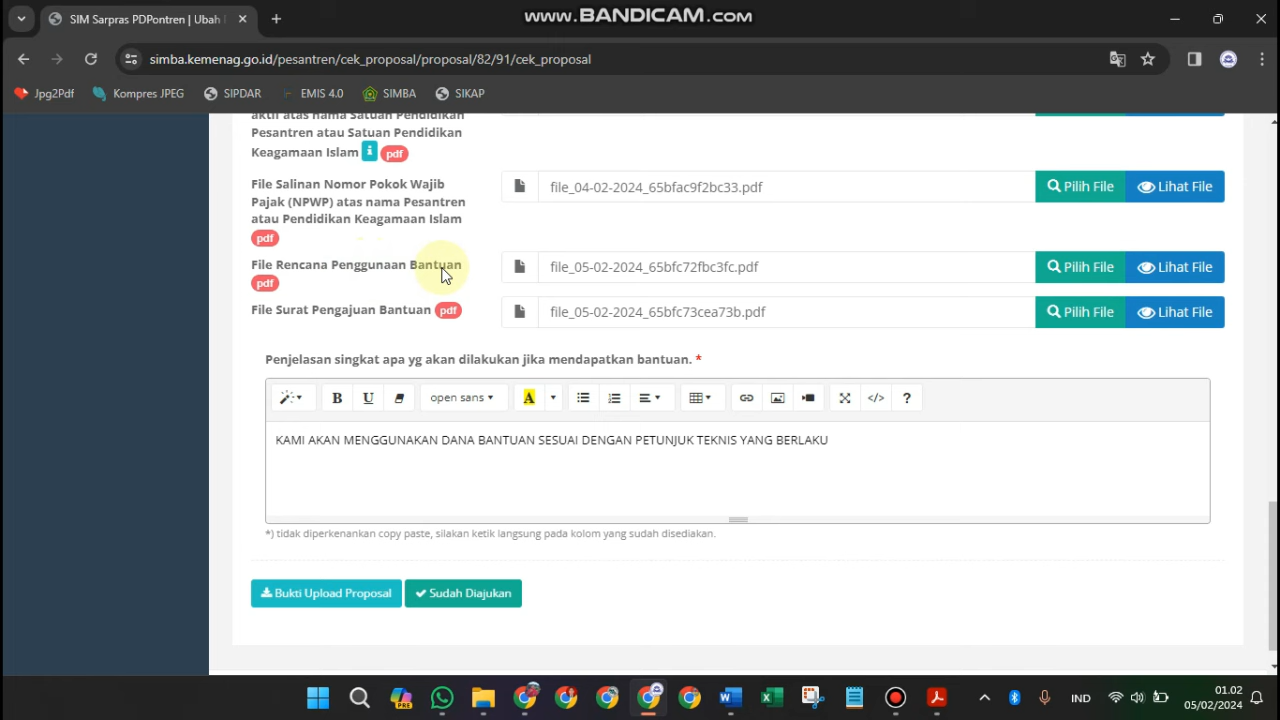 www.BANDICAM.com
SIM Sarpras PDPontren | Ubah
simba.kemenag.go.id/pesantren/cek_proposal/proposal/82/91/cek_proposal
Jpg2Pdf Kompres JPEG SIPDAR EMIS 4.0 SIMBA SIKAP
aktif atas nama Satuan Pendidikan
Pesantren atau Satuan Pendidikan
Keagamaan Islam i pdf
File Salinan Nomor Pokok Wajib
Pajak (NPWP) atas nama Pesantren
atau Pendidikan Keagamaan Islam
pdf
file_04-02-2024_65bfac9f2bc33.pdf Pilih File Lihat File
File Rencana Penggunaan Bantuan
pdf
file_05-02-2024_65bfc72fbc3fc.pdf Pilih File Lihat File
File Surat Pengajuan Bantuan pdf
file_05-02-2024_65bfc73cea73b.pdf Pilih File Lihat File
Penjelasan singkat apa yg akan dilakukan jika mendapatkan bantuan. *
B U open sans A </> ?
KAMI AKAN MENGGUNAKAN DANA BANTUAN SESUAI DENGAN PETUNJUK TEKNIS YANG BERLAKU
*) tidak diperkenankan copy paste, silakan ketik langsung pada kolom yang sudah disediakan.
Bukti Upload Proposal Sudah Diajukan
PRE
IND
01.02
05/02/2024